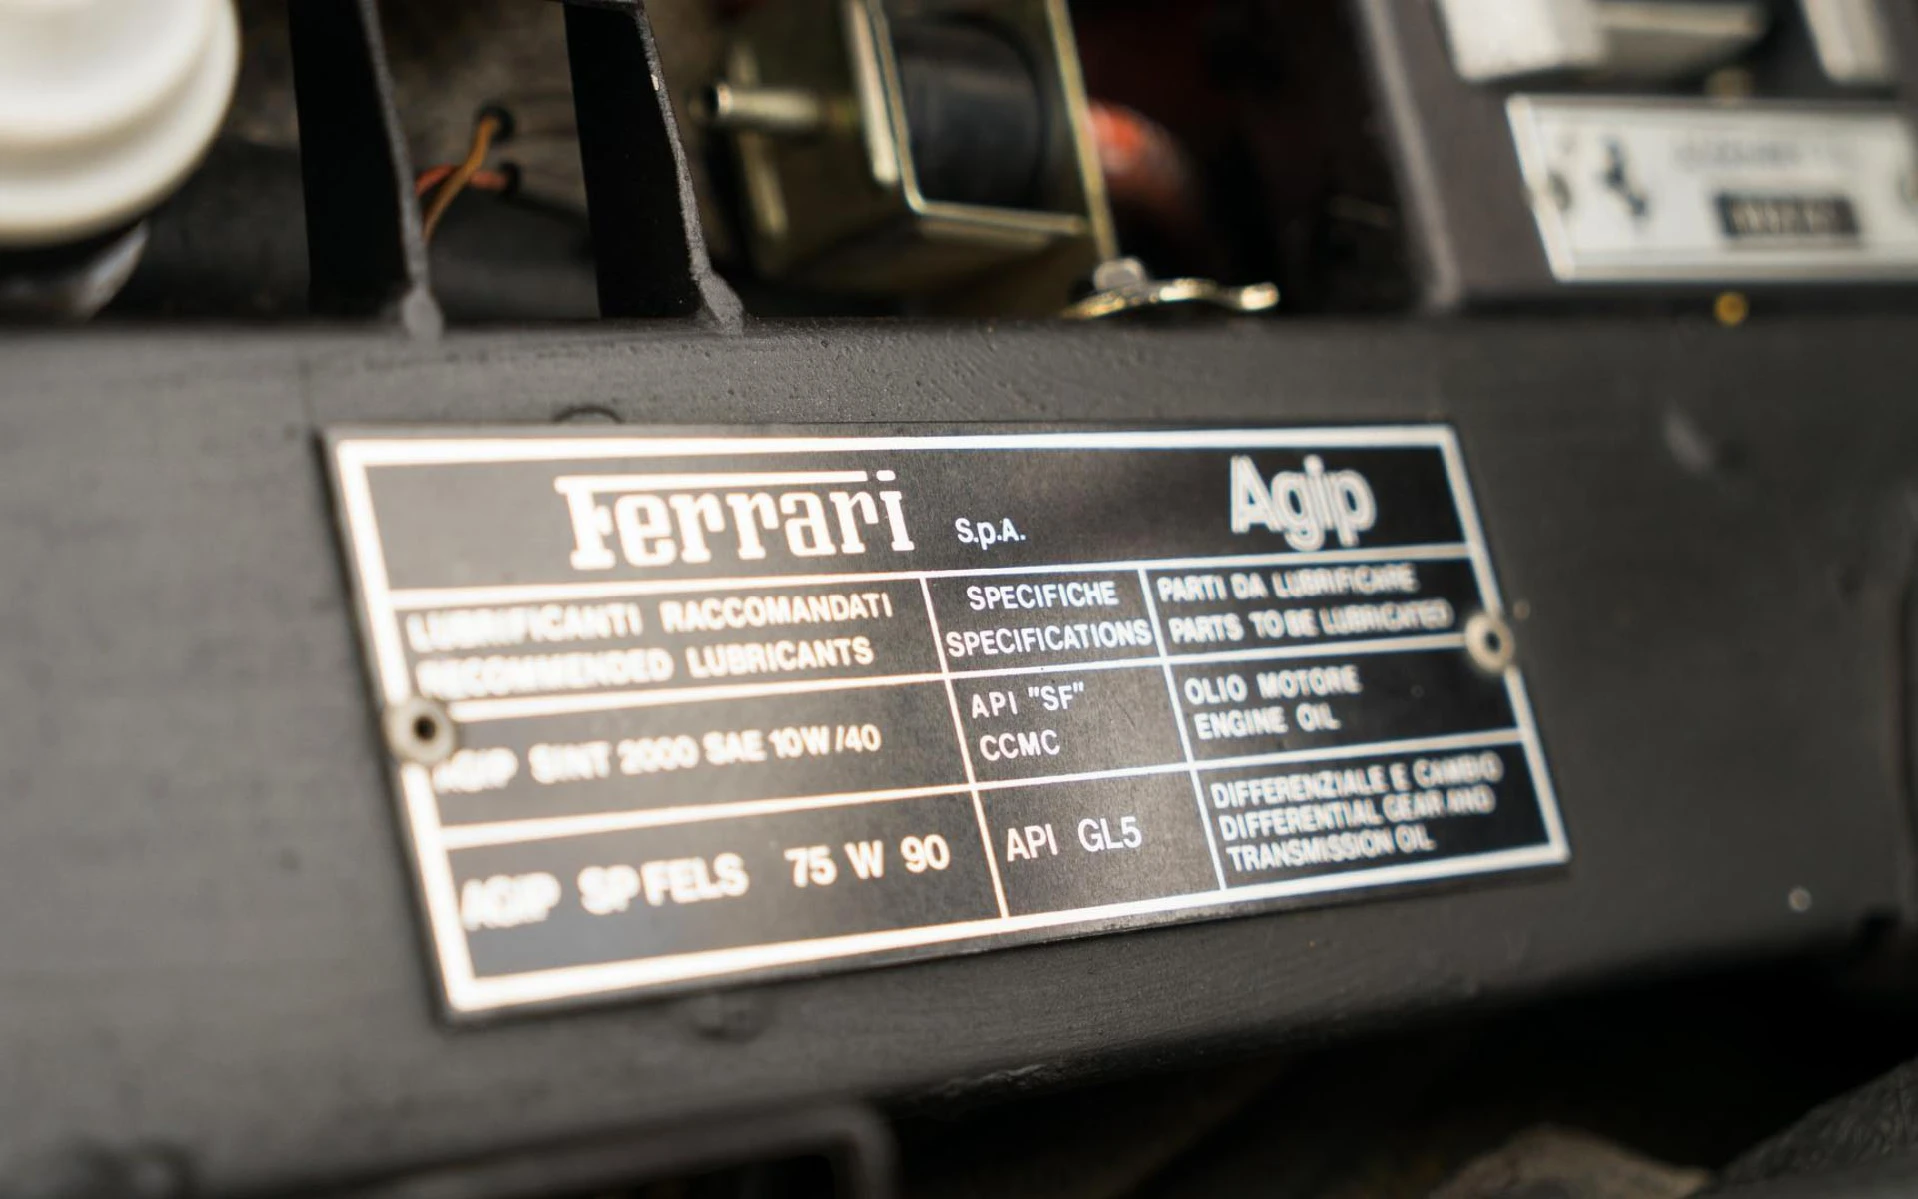 Ferrari S.p.A. Agip
LUBRIFICANTI RACCOMANDATI
RECOMMENDED LUBRICANTS
SPECIFICHE
SPECIFICATIONS
PARTI DA LUBRIFICARE
PARTS TO BE LUBRICATED
AGIP SINT 2000 SAE 10W/40
API "SF"
CCMC
OLIO MOTORE
ENGINE OIL
AGIP SP FELS 75 W 90
API GL5
DIFFERENZIALE E CAMBIO
DIFFERENTIAL GEAR AND
TRANSMISSION OIL